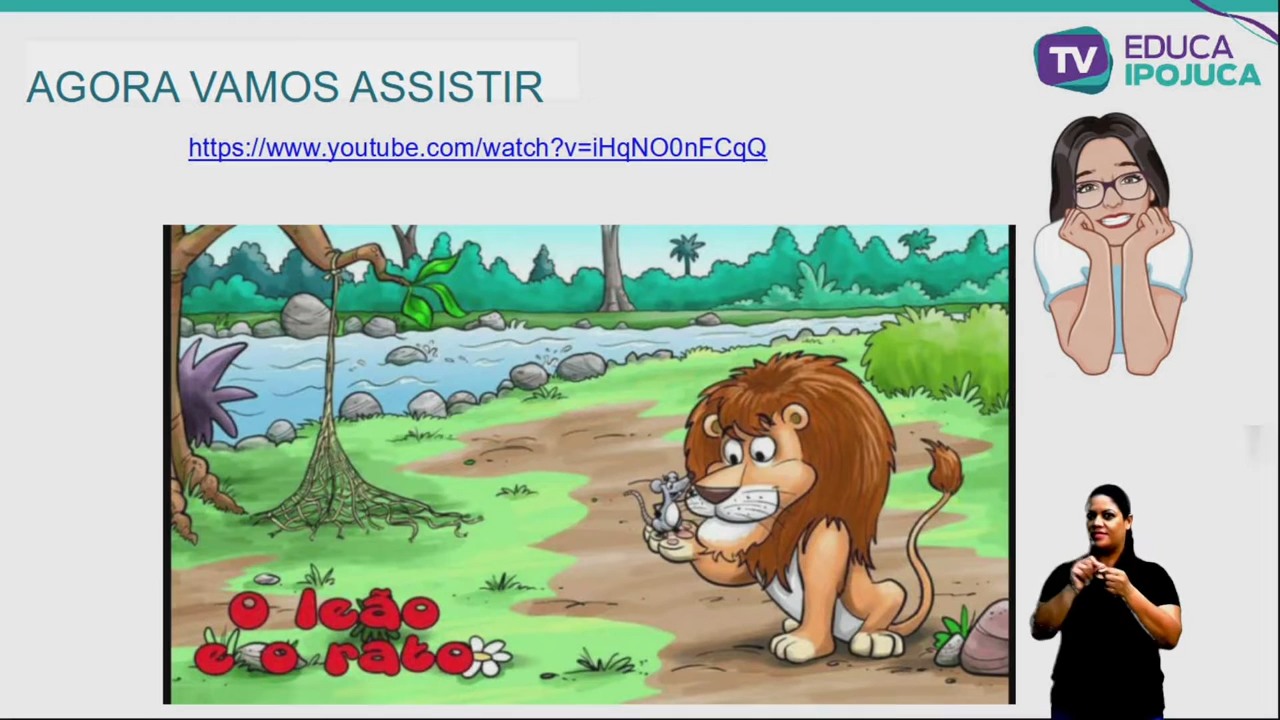 AGORA VAMOS ASSISTIR
https://www.youtube.com/watch?v=iHqNO0nFCqQ
TV EDUCA
IPOJUCA
O leão
e o rato